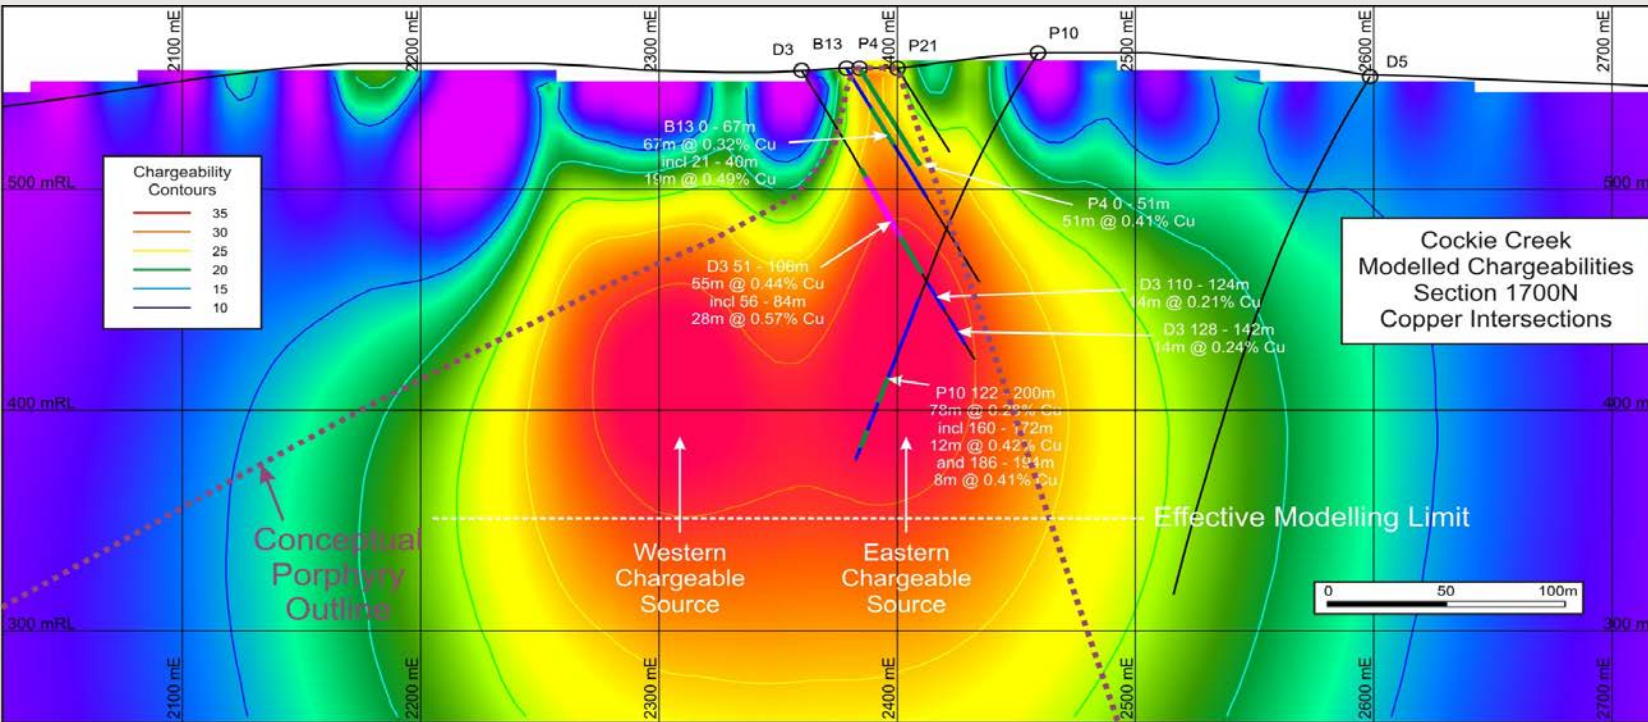 2100 mE
2200 mE
2300 mE
2400 mE
2500 mE
2600 mE
2700 mE
D3
B13
P4
P21
P10
D5
Chargeability
Contours
35
30
25
20
15
10
500 mRL
500 m
B13 0 - 67m
67m @ 0.32% Cu
incl 21 - 40m
19m @ 0.49% Cu
P4 0 - 51m
51m @ 0.41% Cu
Cockie Creek
Modelled Chargeabilities
Section 1700N
Copper Intersections
D3 51 - 106m
55m @ 0.44% Cu
incl 56 - 84m
28m @ 0.57% Cu
D3 110 - 124m
14m @ 0.21% Cu
D3 128 - 142m
14m @ 0.24% Cu
400 mRL
400 m
P10 122 - 200m
78m @ 0.28% Cu
incl 160 - 172m
12m @ 0.42% Cu
and 186 - 194m
8m @ 0.41% Cu
Effective Modelling Limit
Conceptual
Porphyry
Outline
Western
Chargeable
Source
Eastern
Chargeable
Source
0 50 100m
300 mRL
300 m
2100 mE
2200 mE
2300 mE
2400 mE
2500 mE
2600 mE
2700 mE